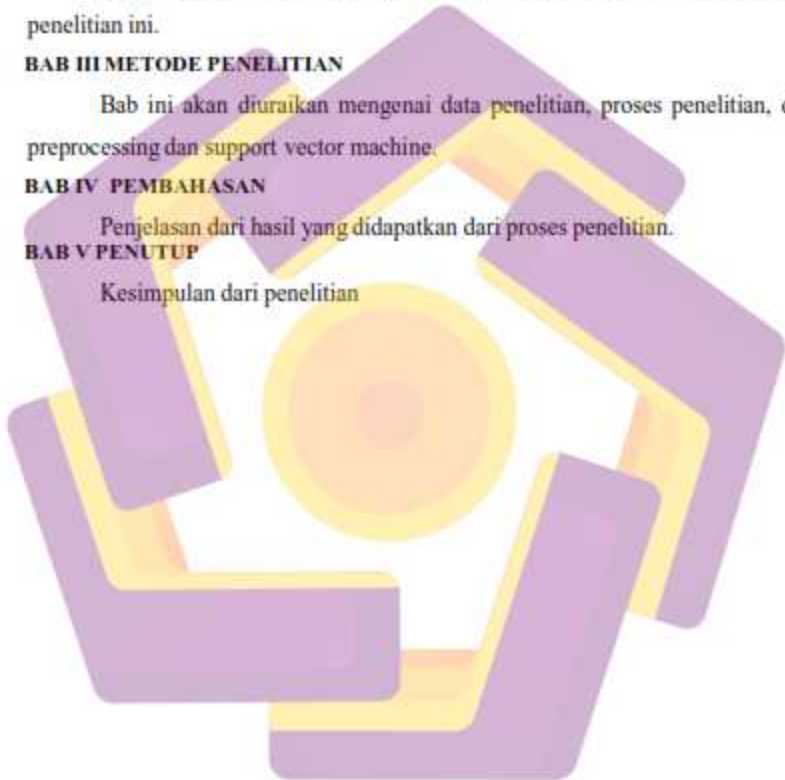 penelitian ini.
BAB III METODE PENELITIAN
Bab ini akan diuraikan mengenai data penelitian, proses penelitian,
preprocessing dan support vector machine.
BAB IV PEMBAHASAN
Penjelasan dari hasil yang didapatkan dari proses penelitian.
BAB V PENUTUP
Kesimpulan dari penelitian